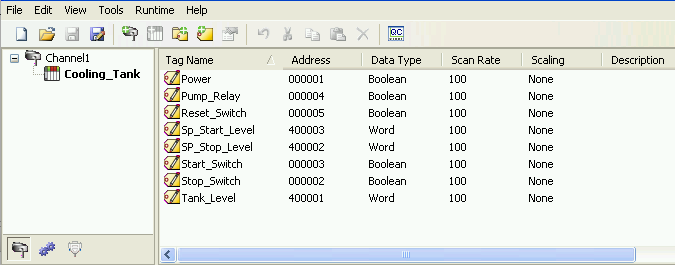 File Edit View Tools Runtime Help
QC
Channel1
Cooling_Tank
Tag Name Address Data Type Scan Rate Scaling Description
Power 000001 Boolean 100 None
Pump_Relay 000004 Boolean 100 None
Reset_Switch 000005 Boolean 100 None
Sp_Start_Level 400003 Word 100 None
SP_Stop_Level 400002 Word 100 None
Start_Switch 000003 Boolean 100 None
Stop_Switch 000002 Boolean 100 None
Tank_Level 400001 Word 100 None